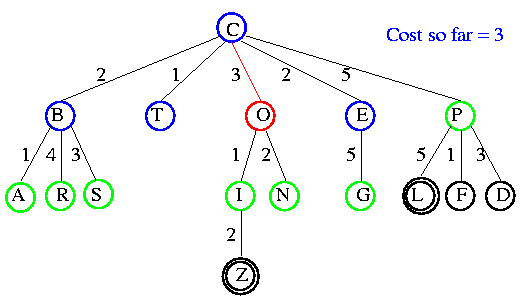 C
Cost so far = 3
2 1 3 2 5
B T O E P
1 4 3 1 2 5 5 1 3
A R S I N G L F D
2
Z